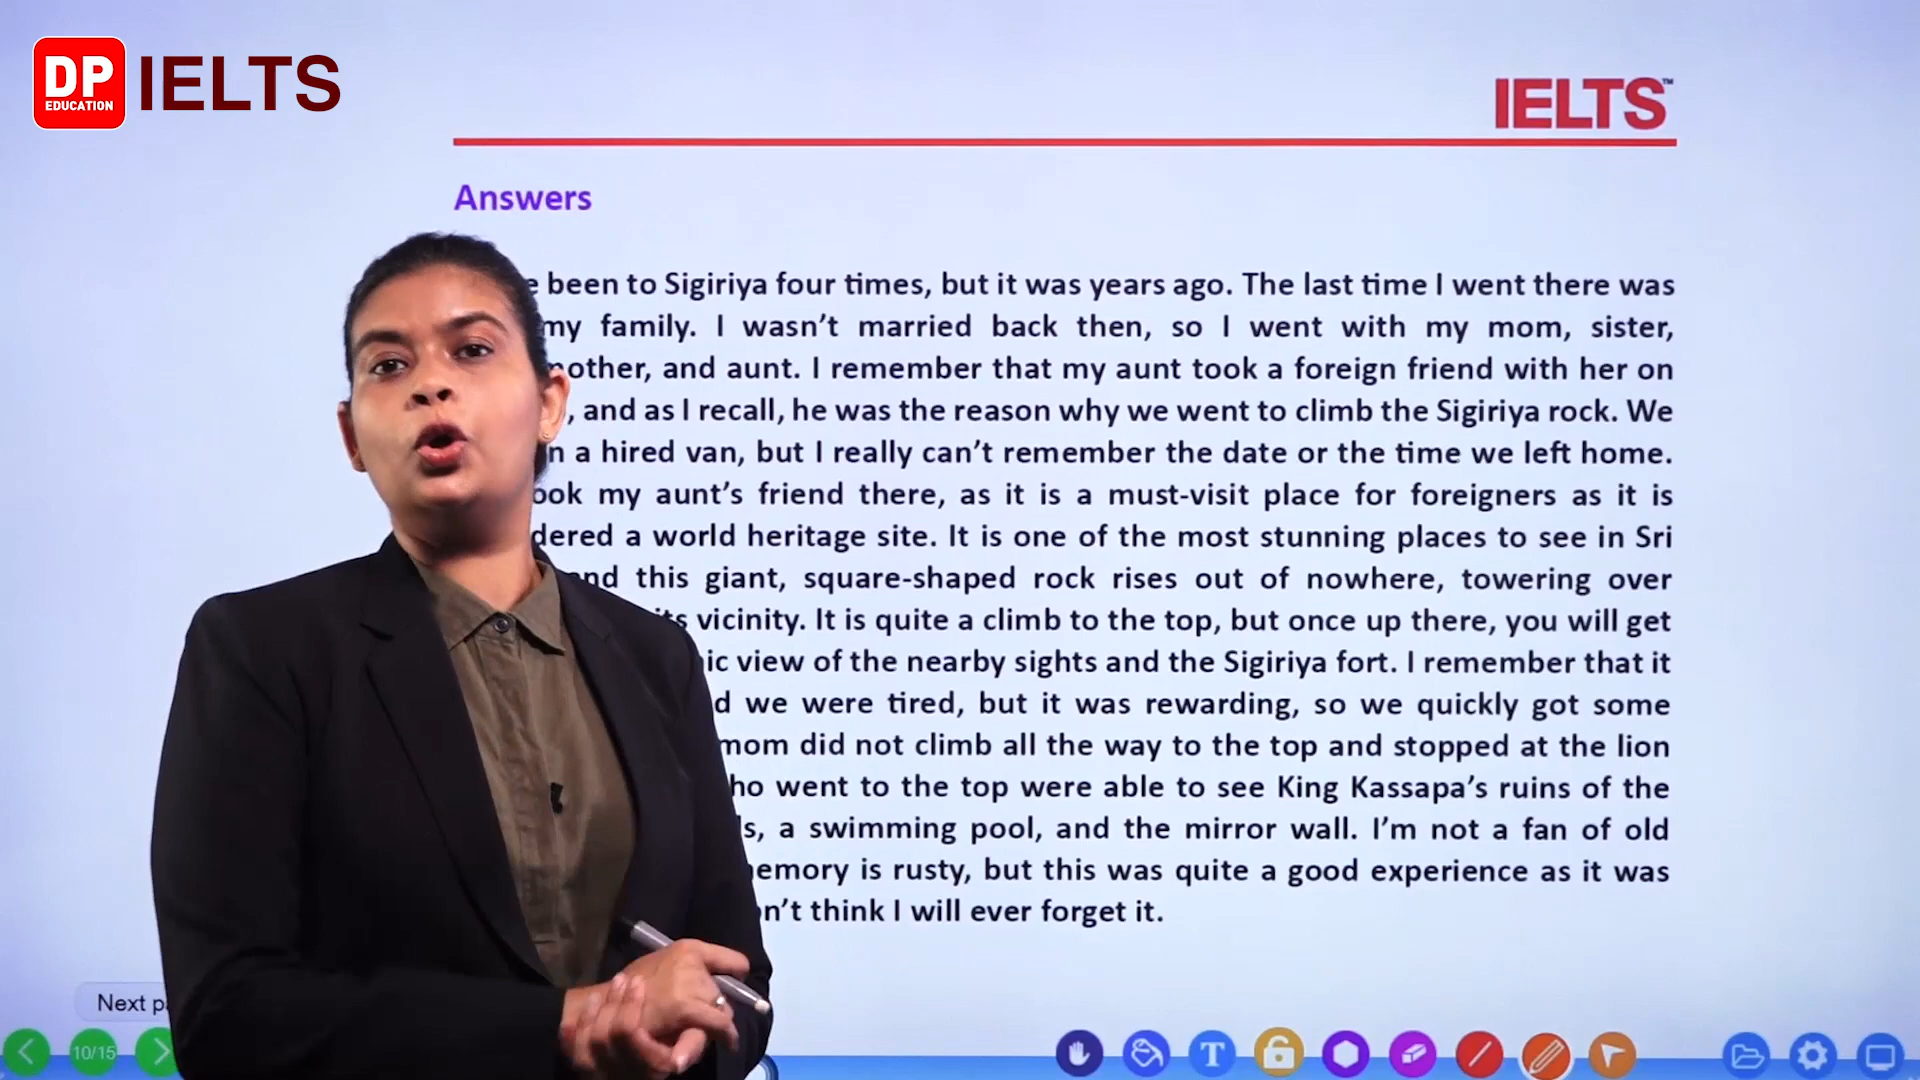 DP
EDUCATION
IELTS
IELTS™
Answers
been to Sigiriya four times, but it was years ago. The last time I went there was
my family. I wasn't married back then, so I went with my mom, sister,
and aunt. I remember that my aunt took a foreign friend with her on
, and as I recall, he was the reason why we went to climb the Sigiriya rock. We
a hired van, but I really can't remember the date or the time we left home.
my aunt's friend there, as it is a must-visit place for foreigners as it is
a world heritage site. It is one of the most stunning places to see in Sri
this giant, square-shaped rock rises out of nowhere, towering over
vicinity. It is quite a climb to the top, but once up there, you will get
view of the nearby sights and the Sigiriya fort. I remember that it
we were tired, but it was rewarding, so we quickly got some
mom did not climb all the way to the top and stopped at the lion
went to the top were able to see King Kassapa's ruins of the
, a swimming pool, and the mirror wall. I'm not a fan of old
is rusty, but this was quite a good experience as it was
think I will ever forget it.
Next
10/15
T